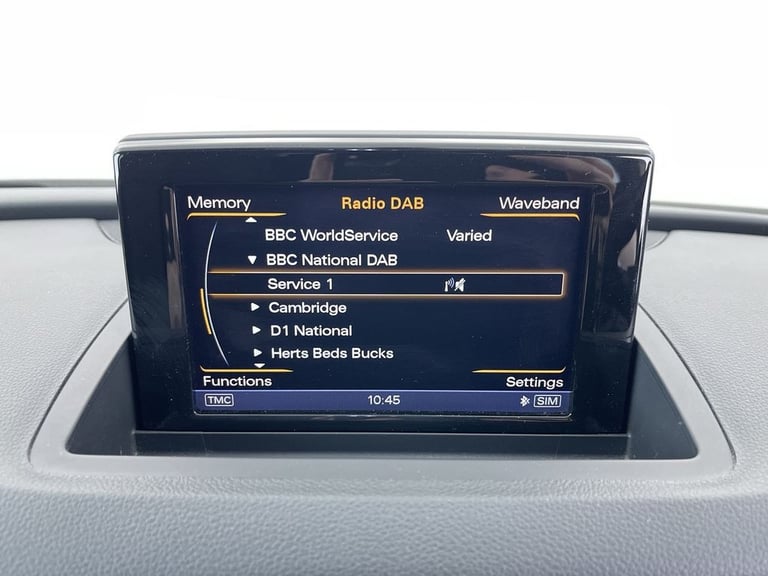 Memory Radio DAB Waveband
BBC WorldService Varied
BBC National DAB
Service 1
Cambridge
D1 National
Herts Beds Bucks
Functions Settings
TMC 10:45 SIM